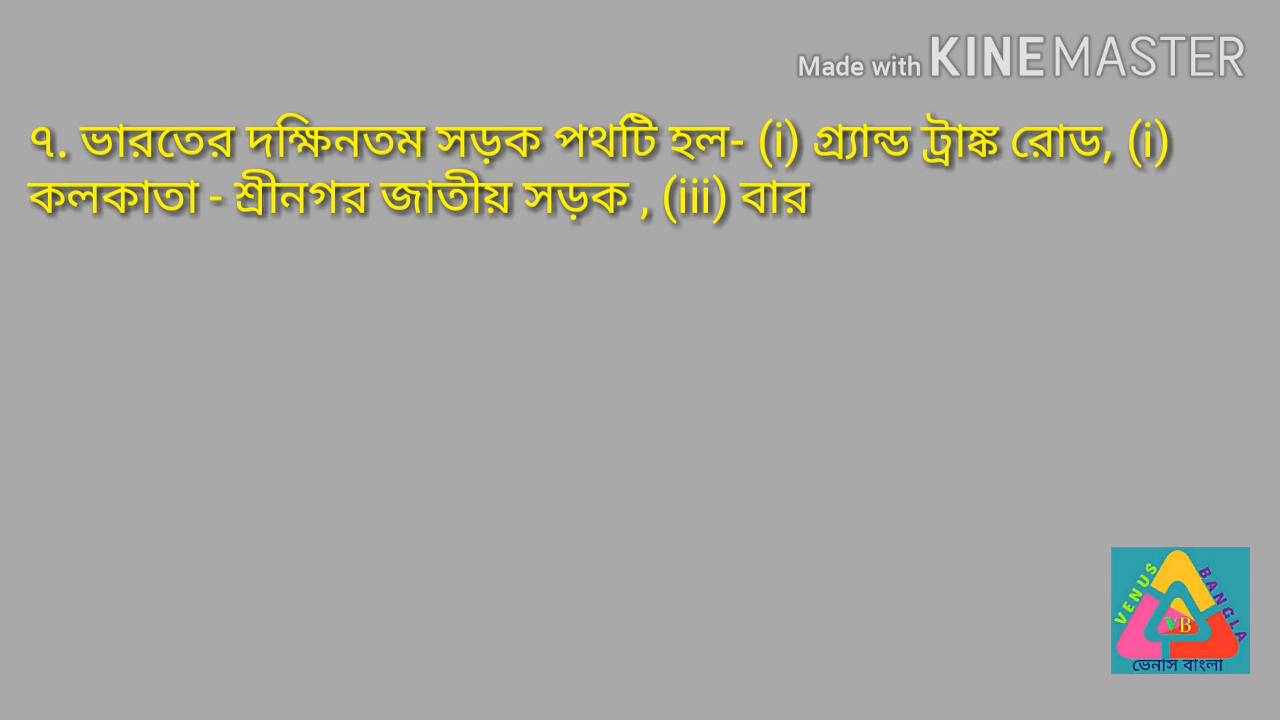 Made with KINEMASTER
৭. ভারতের দক্ষিনতম সড়ক পথটি হল- (i) গ্র্যান্ড ট্রাঙ্ক রোড, (i)
কলকাতা - শ্রীনগর জাতীয় সড়ক , (iii) বার
VENUS BANGLA
VB
ভেনাস বাংলা